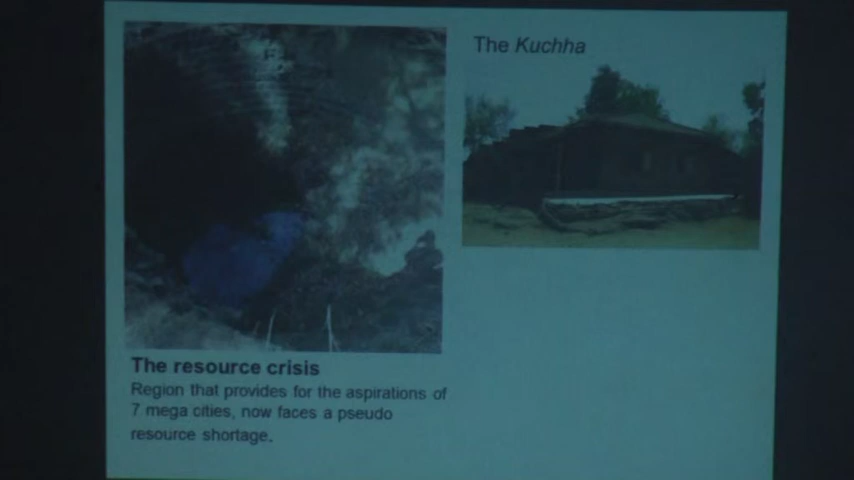 The Kuchha
The resource crisis
Region that provides for the aspirations of
7 mega cities, now faces a pseudo
resource shortage.